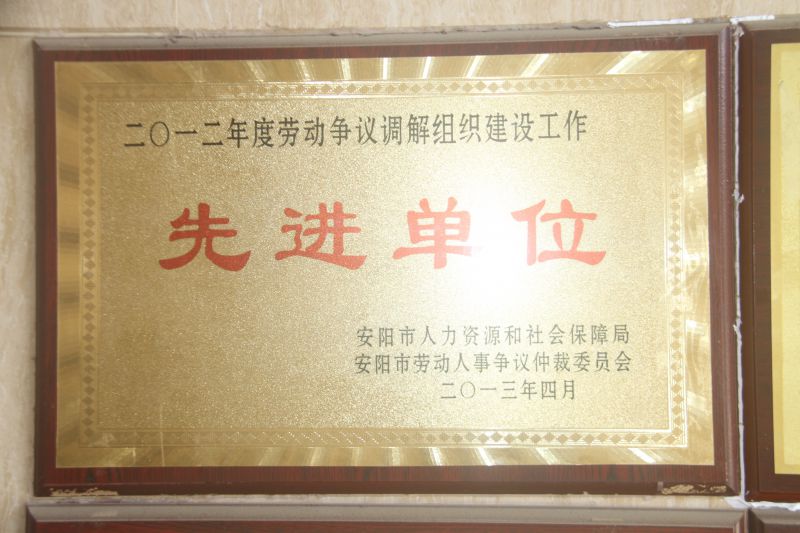 二〇一二年度劳动争议调解组织建设工作
先进单位
安阳市人力资源和社会保障局
安阳市劳动人事争议仲裁委员会
二〇一三年四月